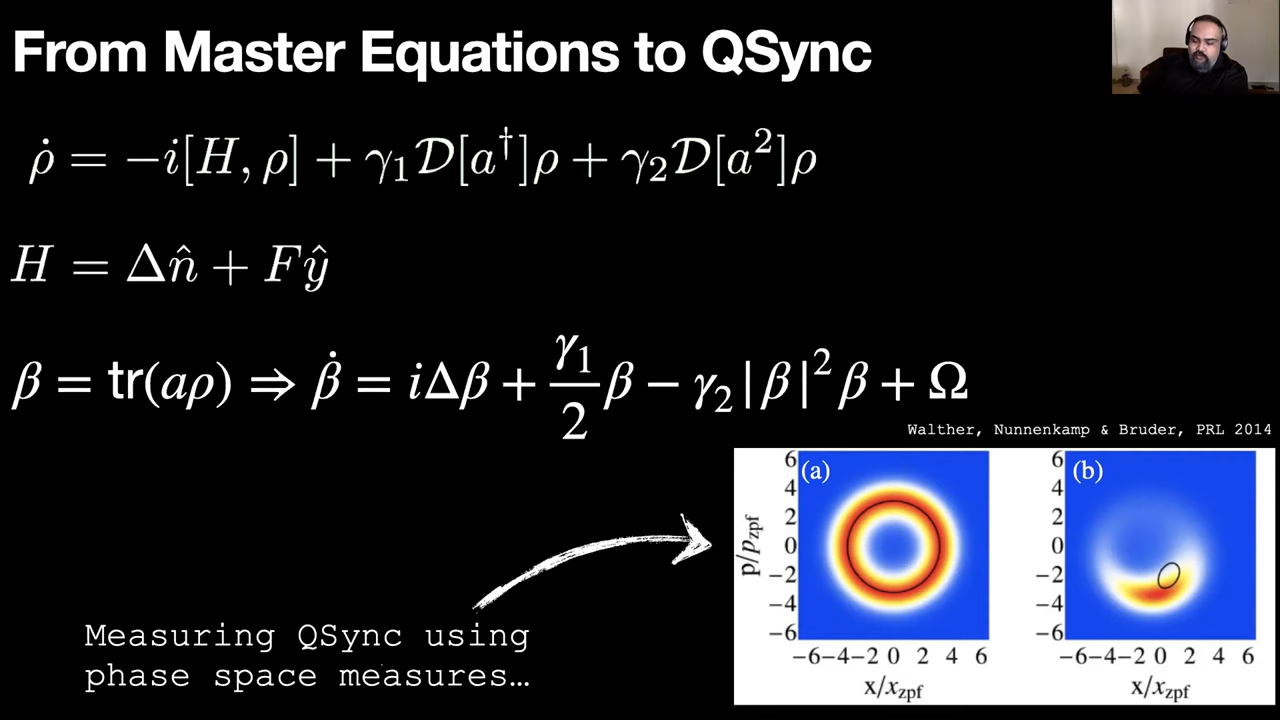 From Master Equations to QSync
ρ̇ = −i[H, ρ] + γ₁𝒟[a†]ρ + γ₂𝒟[a²]ρ
H = Δn̂ + Fŷ
β = tr(aρ) ⇒ β̇ = iΔβ + γ₁/2 β − γ₂|β|²β + Ω
Walther, Nunnenkamp & Bruder, PRL 2014
(a)
6
4
2
0
−2
−4
−6
p/p_zpf
−6−4−2 0 2 4 6
x/x_zpf
(b)
6
4
2
0
−2
−4
−6
−6−4−2 0 2 4 6
x/x_zpf
Measuring QSync using
phase space measures…